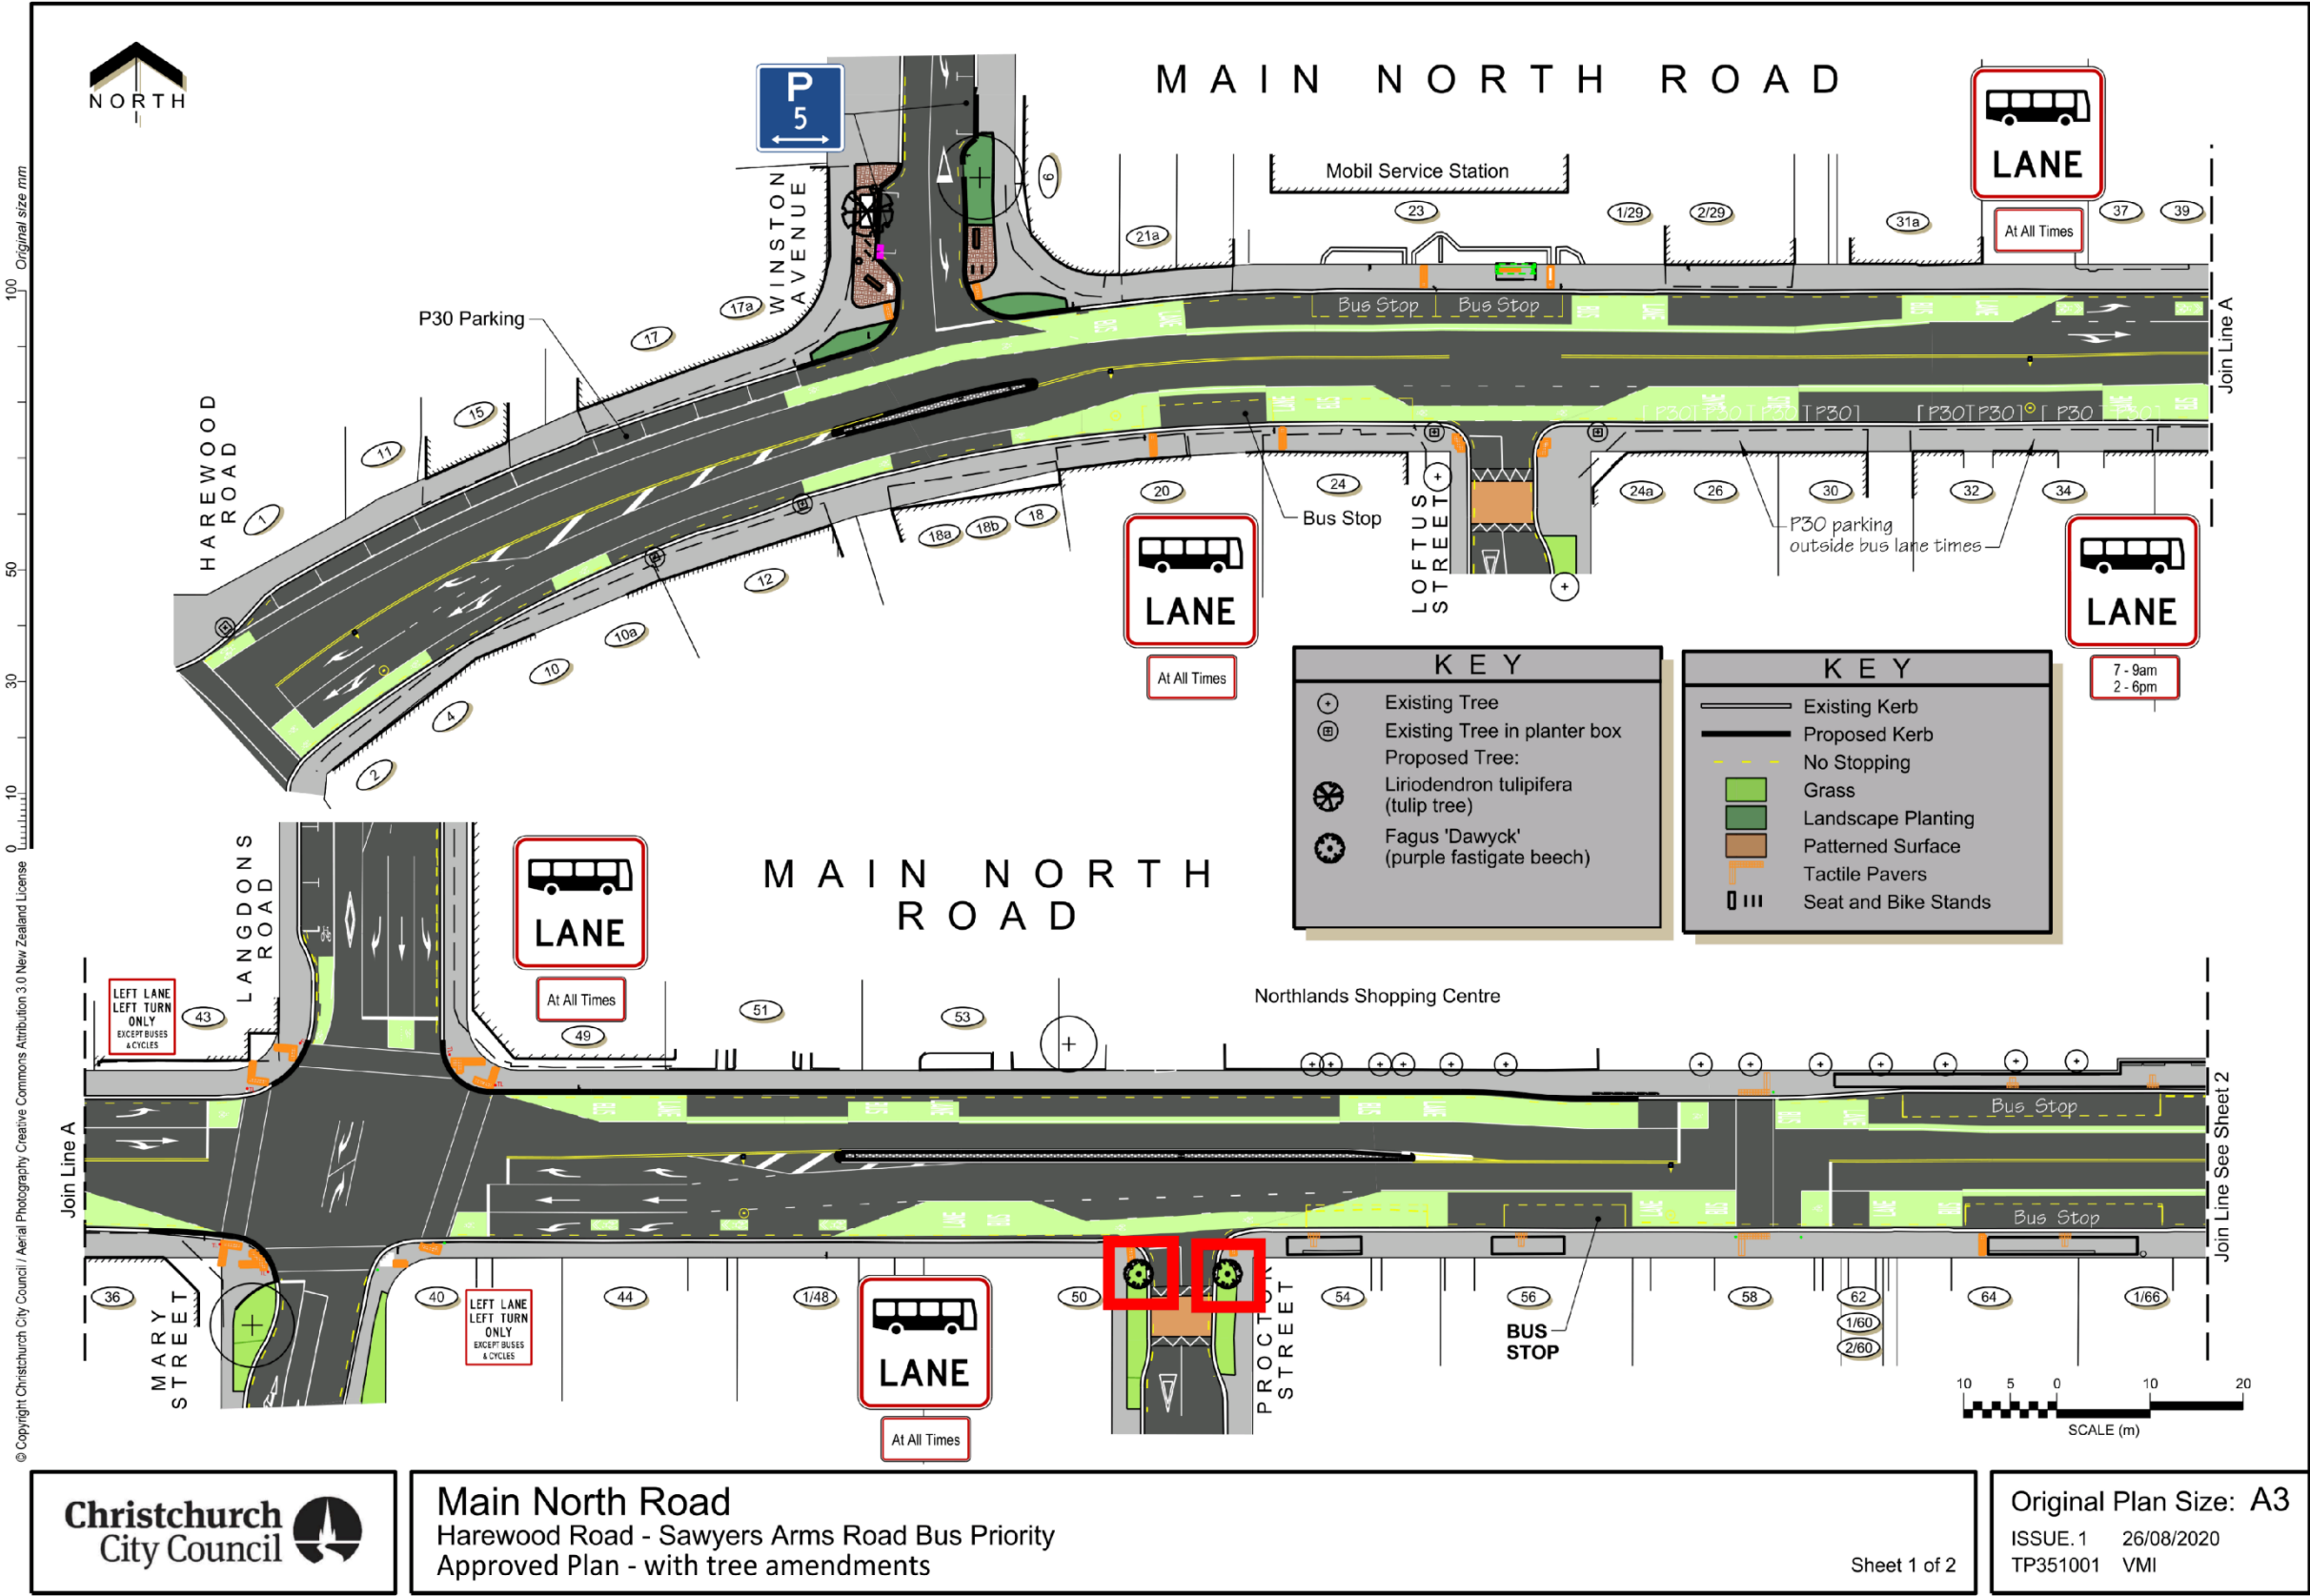 NORTH
MAIN NORTH ROAD
P
5
LANE
At All Times
Mobil Service Station
WINSTON
AVENUE
6
21a
23
1/29
2/29
31a
37
39
17a
17
15
11
1
P30 Parking
HAREWOOD
ROAD
Bus Stop
Bus Stop
Join Line A
P30
P30
P30
P30
P30
P30
P30
20
24
LOFTUS
STREET
24a
26
30
32
34
Bus Stop
P30 parking
outside bus lane times
18a
18b
18
12
10a
10
4
2
LANE
At All Times
LANE
7 - 9am
2 - 6pm
KEY
Existing Tree
Existing Tree in planter box
Proposed Tree:
Liriodendron tulipifera
(tulip tree)
Fagus 'Dawyck'
(purple fastigate beech)
KEY
Existing Kerb
Proposed Kerb
No Stopping
Grass
Landscape Planting
Patterned Surface
Tactile Pavers
Seat and Bike Stands
100
50
30
10
0
Original size mm
© Copyright Christchurch City Council / Aerial Photography Creative Commons Attribution 3.0 New Zealand License
LANGDONS
ROAD
MAIN NORTH
ROAD
LANE
At All Times
LEFT LANE
LEFT TURN
ONLY
EXCEPT BUSES
& CYCLES
43
49
51
53
Northlands Shopping Centre
Join Line A
Bus Stop
Bus Stop
Join Line See Sheet 2
36
MARY
STREET
40
LEFT LANE
LEFT TURN
ONLY
EXCEPT BUSES
& CYCLES
44
1/48
LANE
At All Times
50
PROCTOR
STREET
54
56
BUS
STOP
58
62
1/60
2/60
64
1/66
10 5 0 10 20
SCALE (m)
Christchurch
City Council
Main North Road
Harewood Road - Sawyers Arms Road Bus Priority
Approved Plan - with tree amendments
Sheet 1 of 2
Original Plan Size: A3
ISSUE.1 26/08/2020
TP351001 VMI